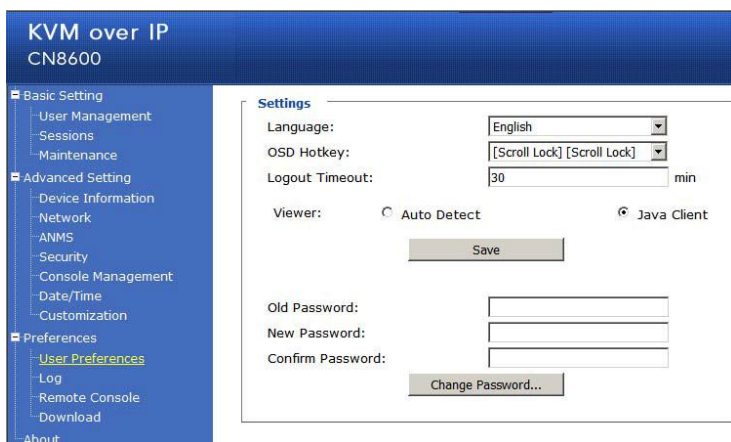 KVM over IP
CN8600
Basic Setting
User Management
Sessions
Maintenance
Advanced Setting
Device Information
Network
ANMS
Security
Console Management
Date/Time
Customization
Preferences
User Preferences
Log
Remote Console
Download
About
Settings
Language: English
OSD Hotkey: [Scroll Lock] [Scroll Lock]
Logout Timeout: 30 min
Viewer: Auto Detect Java Client
Save
Old Password:
New Password:
Confirm Password:
Change Password...